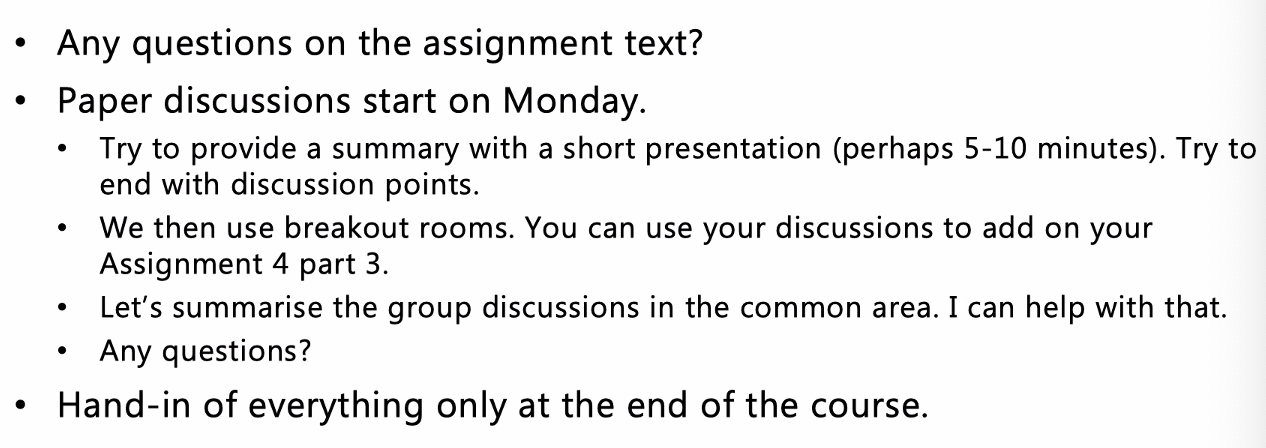 • Any questions on the assignment text?
• Paper discussions start on Monday.
• Try to provide a summary with a short presentation (perhaps 5-10 minutes). Try to
end with discussion points.
• We then use breakout rooms. You can use your discussions to add on your
Assignment 4 part 3.
• Let's summarise the group discussions in the common area. I can help with that.
• Any questions?
• Hand-in of everything only at the end of the course.